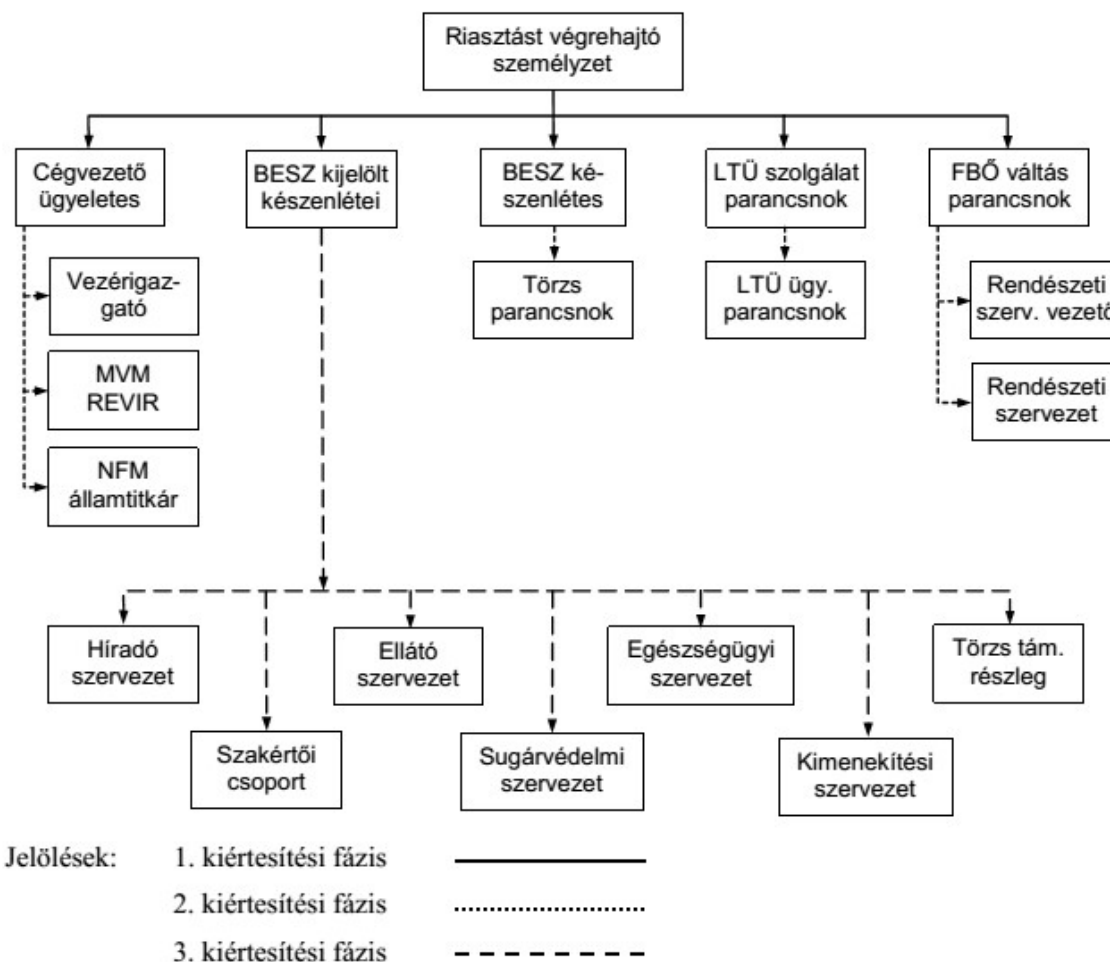 Riasztást végrehajtó
személyzet
Cégvezető
ügyeletes
BESZ kijelölt
készenlétei
BESZ ké-
szenlétes
LTÜ szolgálat
parancsnok
FBŐ váltás
parancsnok
Vezérigaz-
gató
Törzs
parancsnok
LTÜ ügy.
parancsnok
Rendészeti
szerv. vezető
MVM
REVIR
Rendészeti
szervezet
NFM
államtitkár
Híradó
szervezet
Ellátó
szervezet
Egészségügyi
szervezet
Törzs tám.
részleg
Szakértői
csoport
Sugárvédelmi
szervezet
Kimenekítési
szervezet
Jelölések: 1. kiértesítési fázis
2. kiértesítési fázis
3. kiértesítési fázis